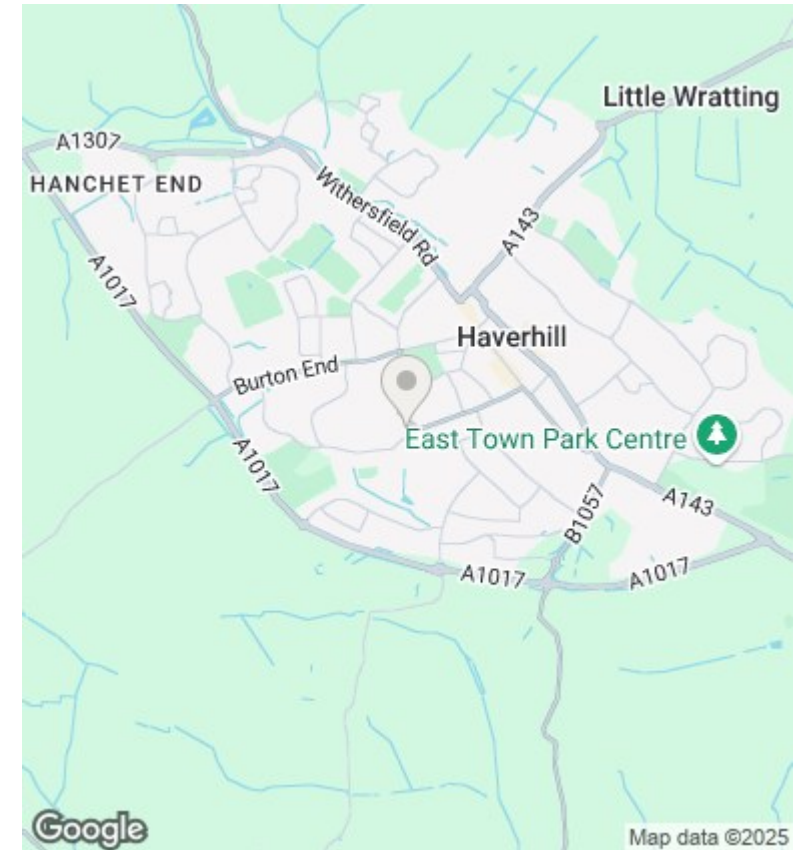 Little Wratting
A1307
HANCHET END
Withersfield Rd
A143
A1017
Haverhill
Burton End
East Town Park Centre
A1017
A143
B1057
A1017
A1017
Google
Map data ©2025